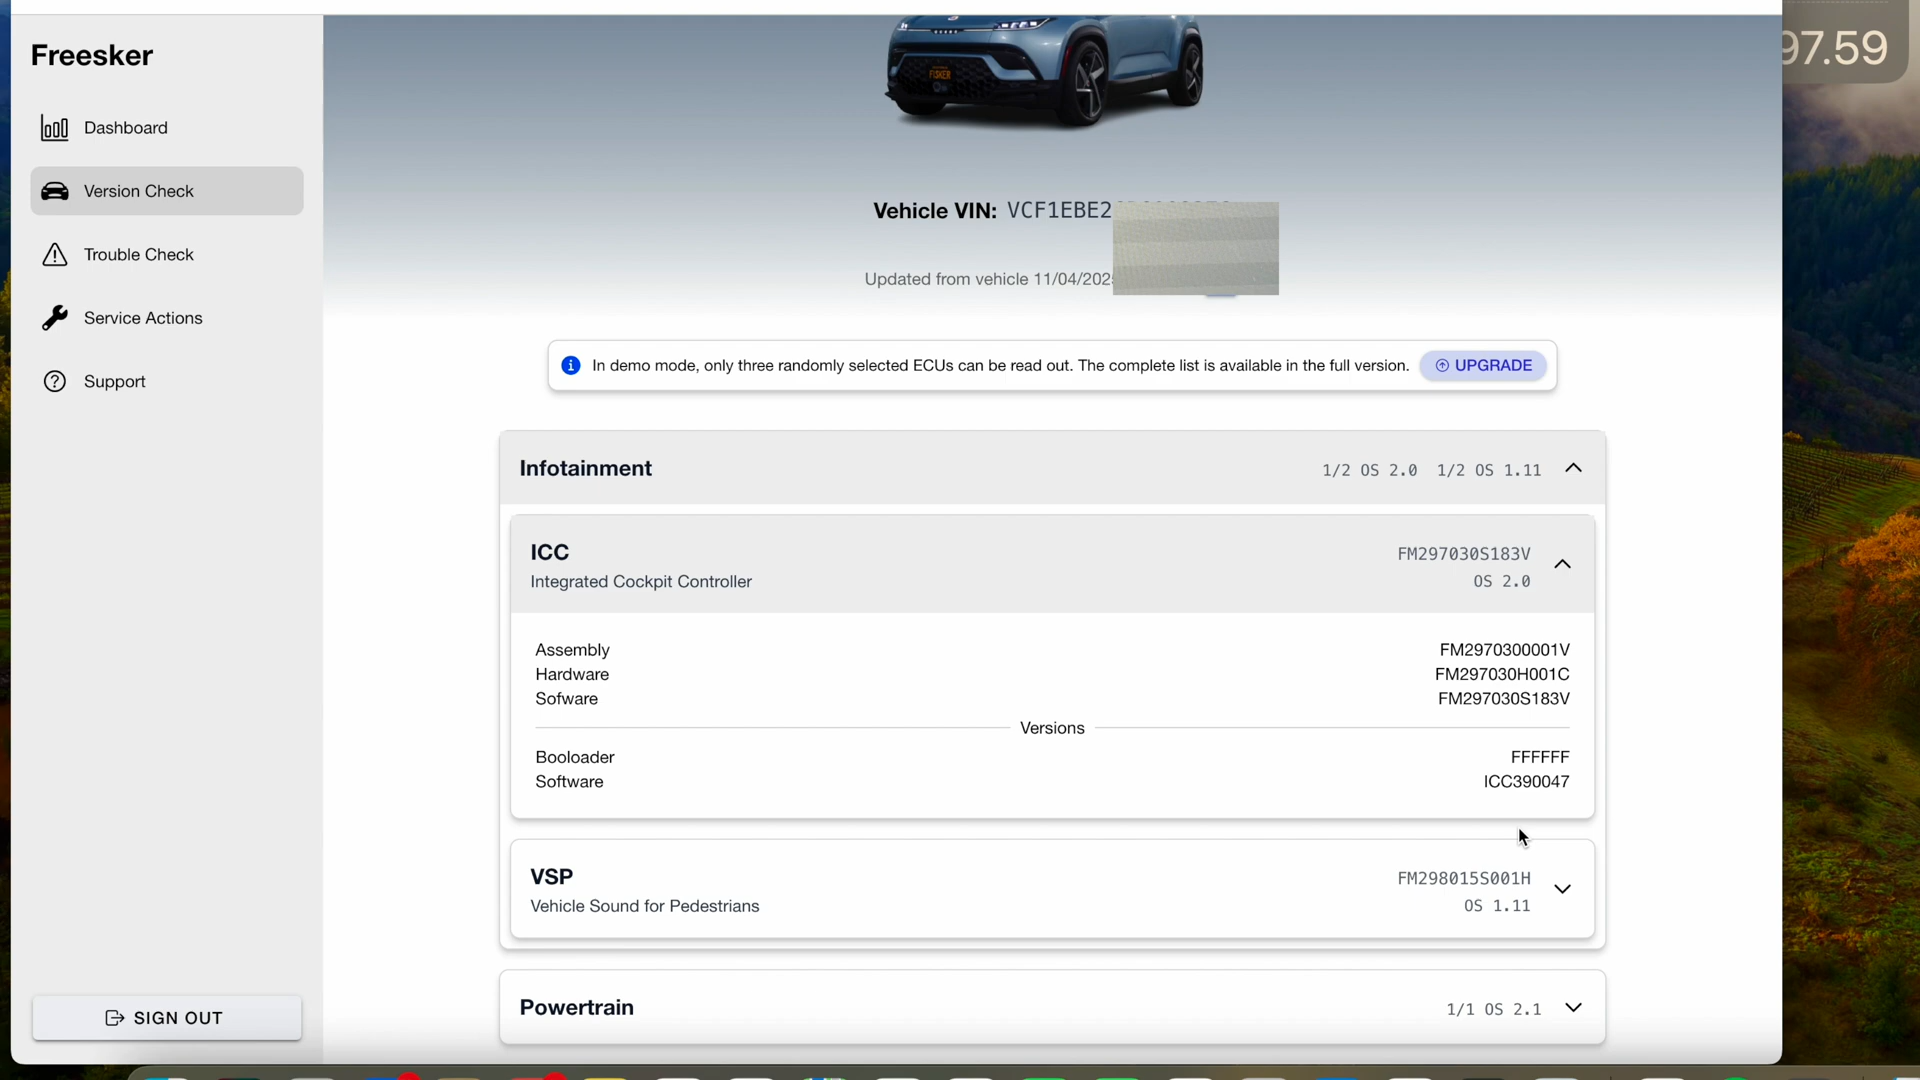 Freesker
97.59
Dashboard
Version Check
Trouble Check
Service Actions
Support
SIGN OUT
FISKER
Vehicle VIN: VCF1EBE2
Updated from vehicle 11/04/202
In demo mode, only three randomly selected ECUs can be read out. The complete list is available in the full version. UPGRADE
Infotainment 1/2 OS 2.0 1/2 OS 1.11
ICC FM297030S183V
Integrated Cockpit Controller OS 2.0
Assembly FM2970300001V
Hardware FM297030H001C
Sofware FM297030S183V
Versions
Booloader FFFFFF
Software ICC390047
VSP FM298015S001H
Vehicle Sound for Pedestrians OS 1.11
Powertrain 1/1 OS 2.1